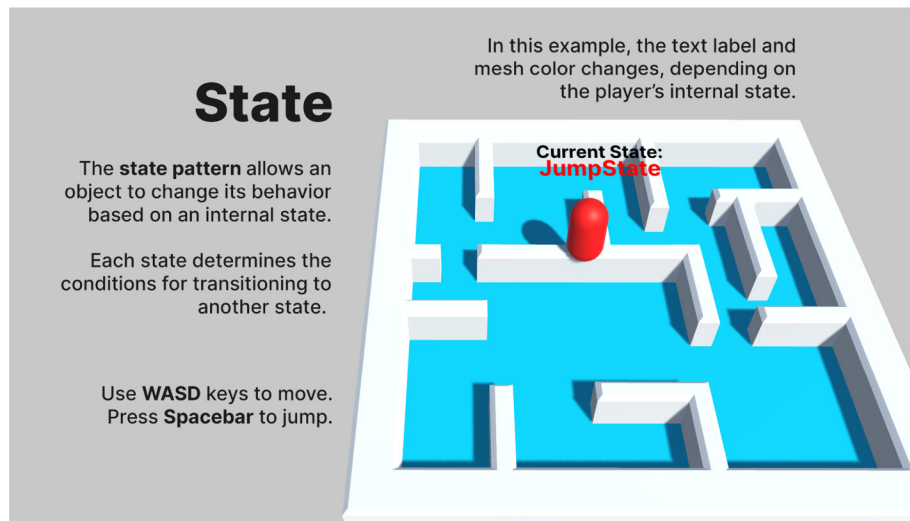 State
The state pattern allows an
object to change its behavior
based on an internal state.
Each state determines the
conditions for transitioning to
another state.
Use WASD keys to move.
Press Spacebar to jump.
In this example, the text label and
mesh color changes, depending on
the player's internal state.
Current State:
JumpState